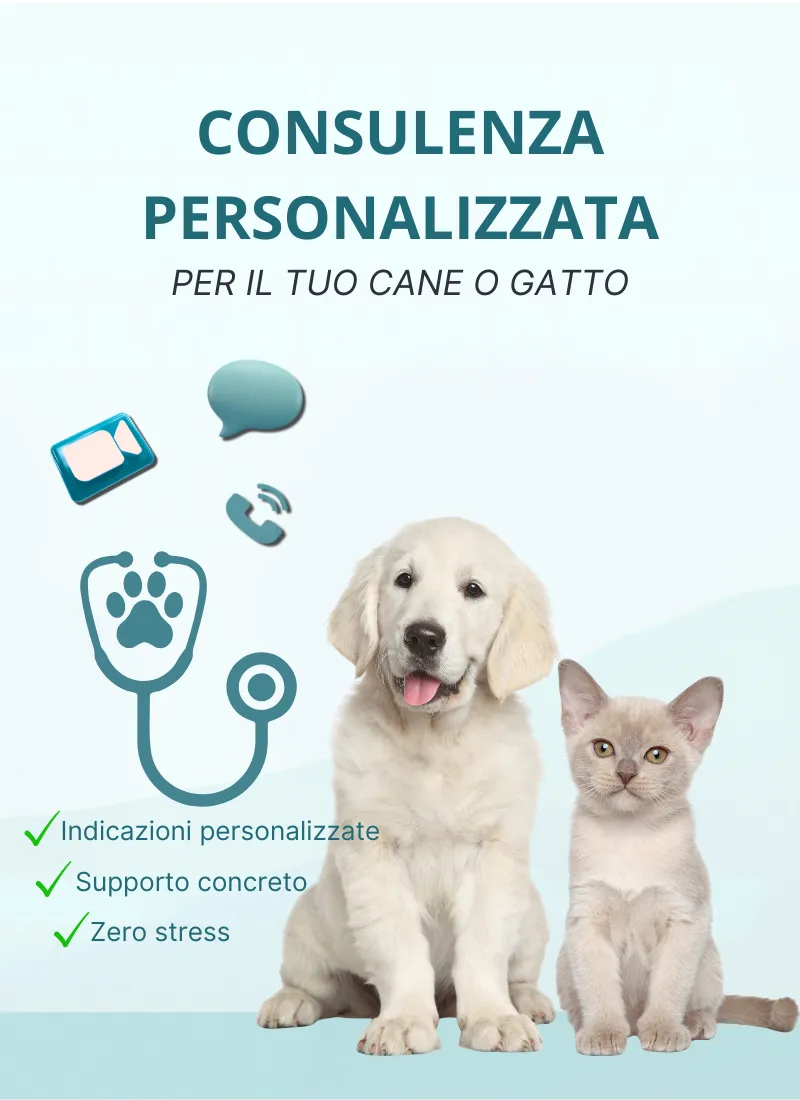 CONSULENZA
PERSONALIZZATA
PER IL TUO CANE O GATTO
Indicazioni personalizzate
Supporto concreto
Zero stress